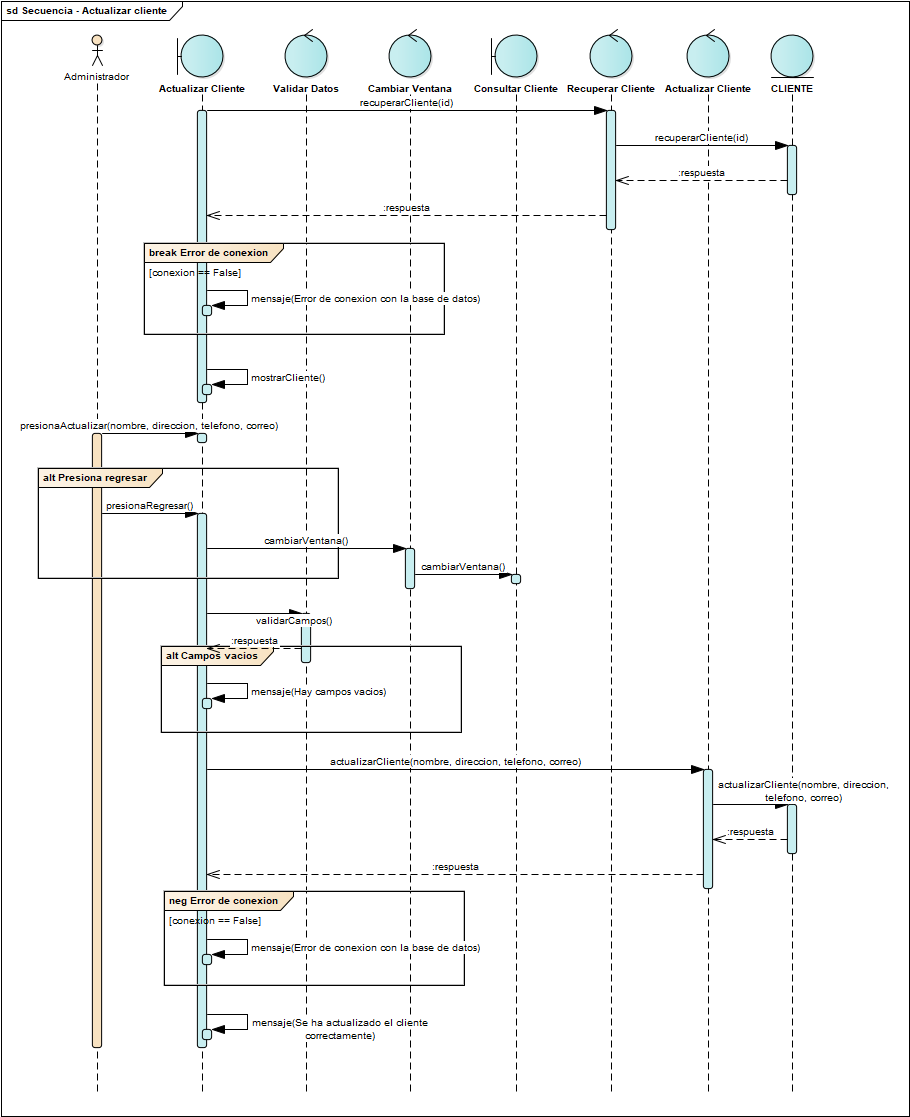 sd Secuencia - Actualizar cliente
Administrador
Actualizar Cliente
Validar Datos
Cambiar Ventana
Consultar Cliente
Recuperar Cliente
Actualizar Cliente
CLIENTE
recuperarCliente(id)
recuperarCliente(id)
:respuesta
:respuesta
break Error de conexion
[conexion == False]
mensaje(Error de conexion con la base de datos)
mostrarCliente()
presionaActualizar(nombre, direccion, telefono, correo)
alt Presiona regresar
presionaRegresar()
cambiarVentana()
cambiarVentana()
validarCampos()
:respuesta
alt Campos vacios
mensaje(Hay campos vacios)
actualizarCliente(nombre, direccion, telefono, correo)
actualizarCliente(nombre, direccion,
telefono, correo)
:respuesta
:respuesta
neg Error de conexion
[conexion == False]
mensaje(Error de conexion con la base de datos)
mensaje(Se ha actualizado el cliente
correctamente)